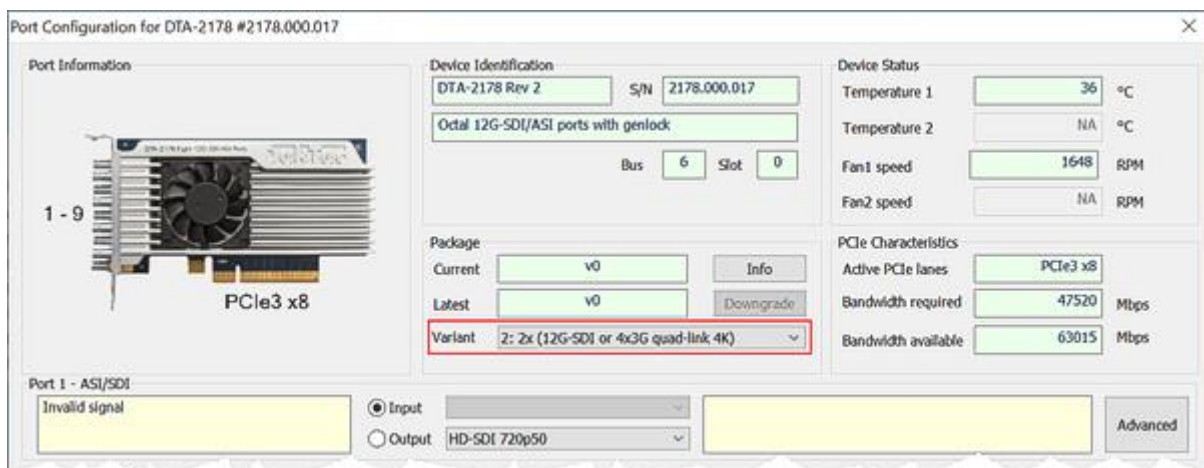 Port Configuration for DTA-2178 #2178.000.017
Port Information
1 - 9
PCIe3 x8
Device Identification
DTA-2178 Rev 2 S/N 2178.000.017
Octal 12G-SDI/ASI ports with genlock
Bus 6 Slot 0
Device Status
Temperature 1 36 °C
Temperature 2 NA °C
Fan1 speed 1648 RPM
Fan2 speed NA RPM
Package
Current v0 Info
Latest v0 Downgrade
Variant 2: 2x (12G-SDI or 4x3G quad-link 4K)
PCIe Characteristics
Active PCIe lanes PCIe3 x8
Bandwidth required 47520 Mbps
Bandwidth available 63015 Mbps
Port 1 - ASI/SDI
Invalid signal
Input
Output HD-SDI 720p50
Advanced